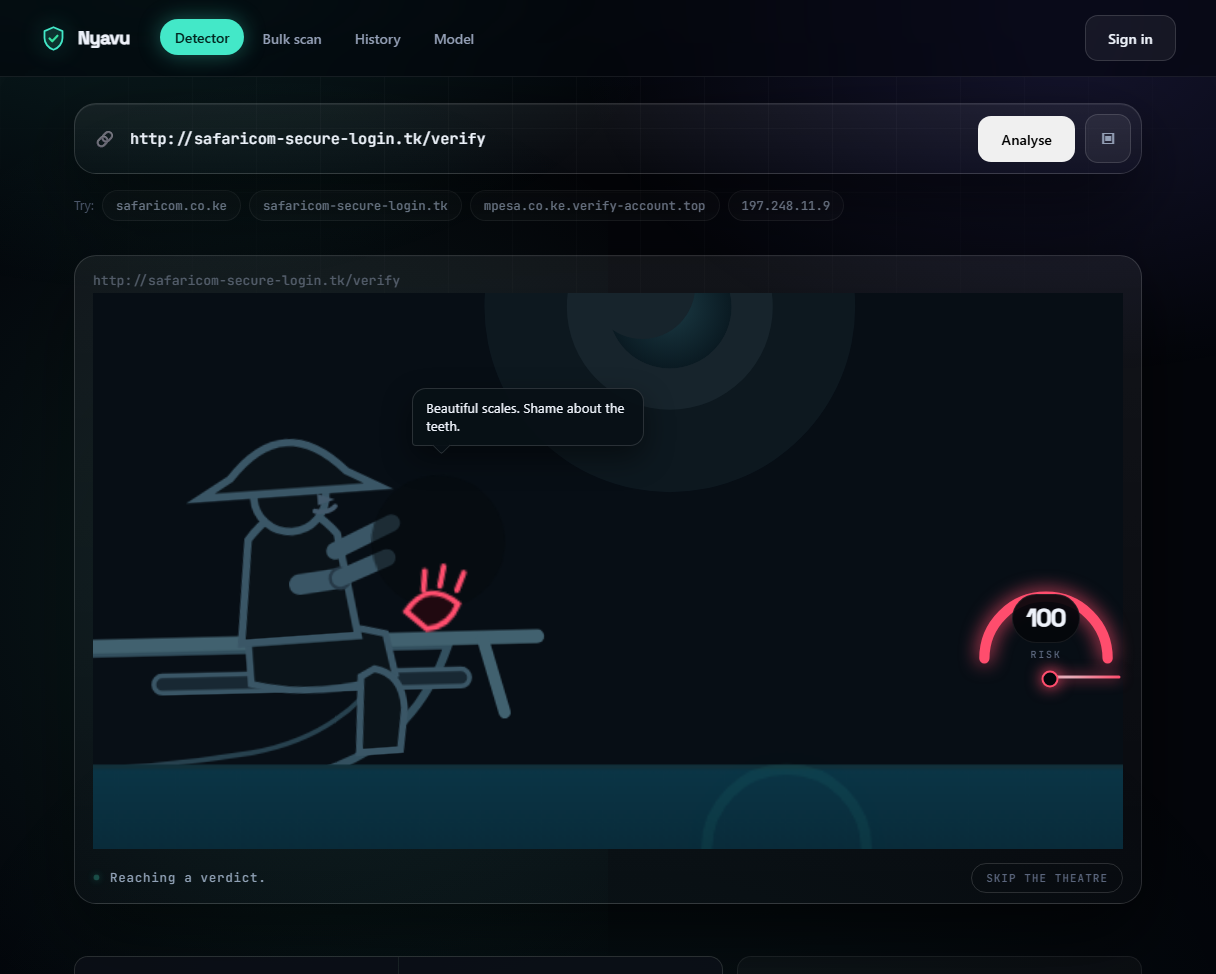 Nyavu
Detector
Bulk scan
History
Model
Sign in
http://safaricom-secure-login.tk/verify
Analyse
Try:
safaricom.co.ke
safaricom-secure-login.tk
mpesa.co.ke.verify-account.top
197.248.11.9
http://safaricom-secure-login.tk/verify
Beautiful scales. Shame about the
teeth.
100
RISK
Reaching a verdict.
SKIP THE THEATRE